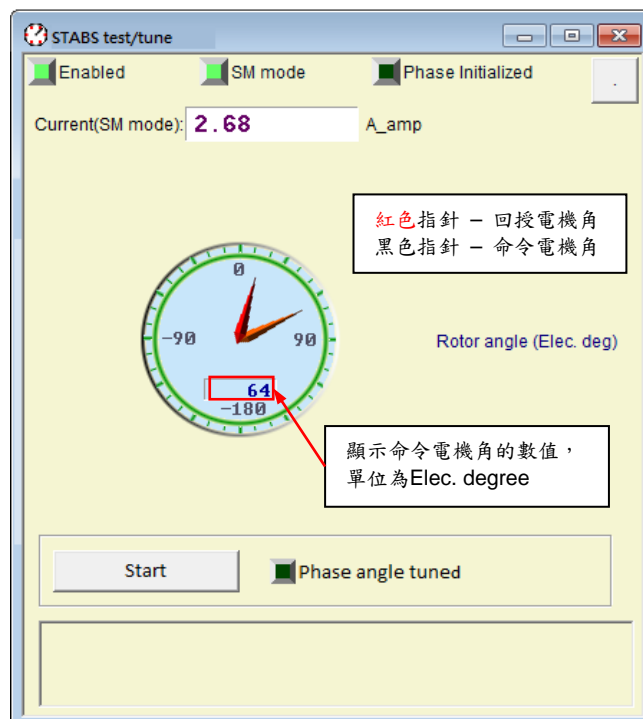 STABS test/tune
Enabled
SM mode
Phase Initialized
.
Current(SM mode):
2.68
A_amp
紅色指針 – 回授電機角
黑色指針 – 命令電機角
0
-90
90
Rotor angle (Elec. deg)
64
-180
顯示命令電機角的數值，
單位為Elec. degree
Start
Phase angle tuned